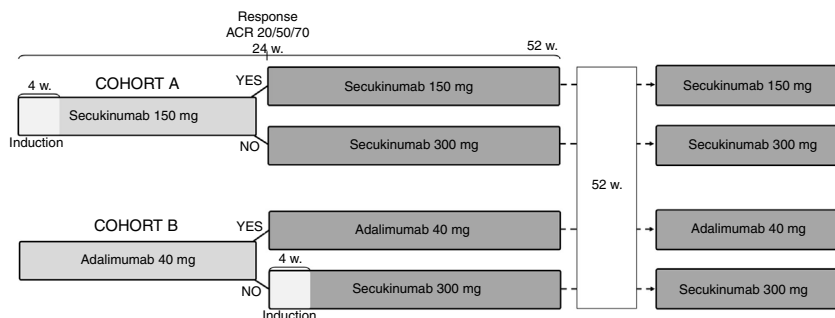 Response
ACR 20/50/70
24 w.
52 w.
COHORT A
YES
4 w.
Secukinumab 150 mg
Induction
NO
Secukinumab 150 mg
Secukinumab 300 mg
Secukinumab 150 mg
Secukinumab 300 mg
52 w.
COHORT B
YES
Adalimumab 40 mg
NO
Adalimumab 40 mg
4 w.
Secukinumab 300 mg
Induction
Adalimumab 40 mg
Secukinumab 300 mg